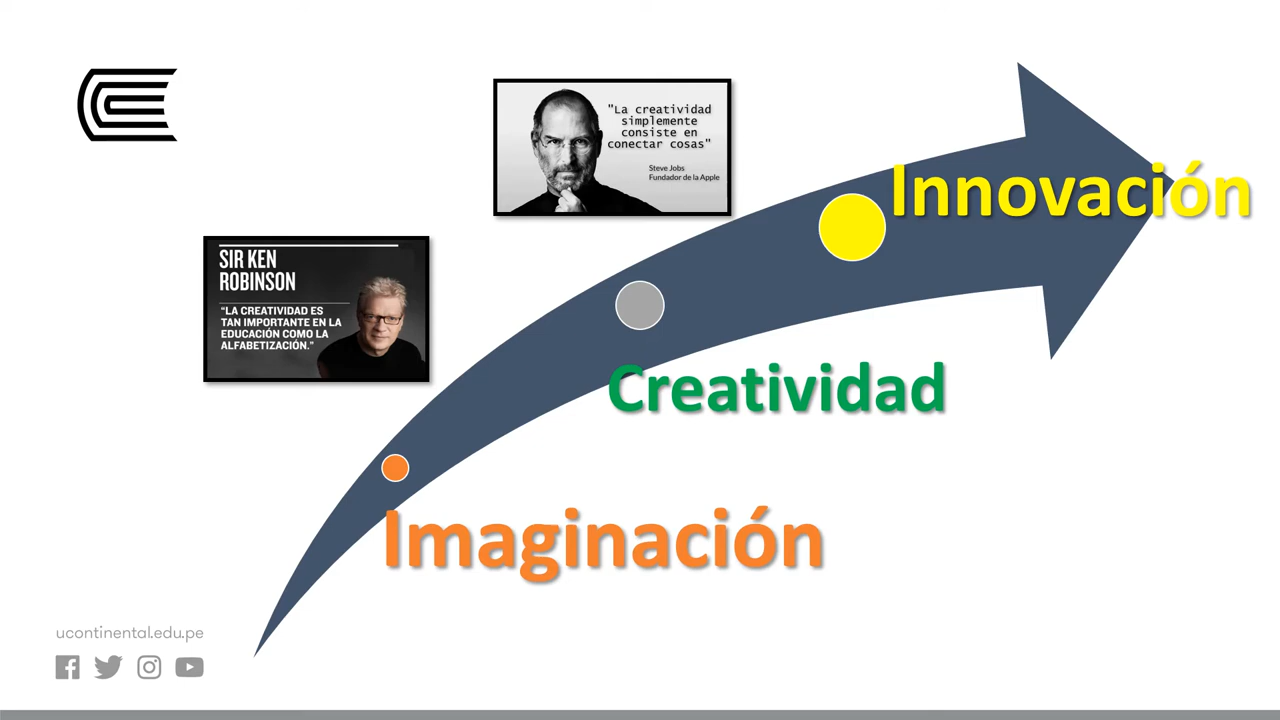 "La creatividad
simplemente
consiste en
conectar cosas"
Steve Jobs
Fundador de la Apple
Innovación
SIR KEN
ROBINSON
"LA CREATIVIDAD ES
TAN IMPORTANTE EN LA
EDUCACIÓN COMO LA
ALFABETIZACIÓN."
Creatividad
Imaginación
ucontinental.edu.pe